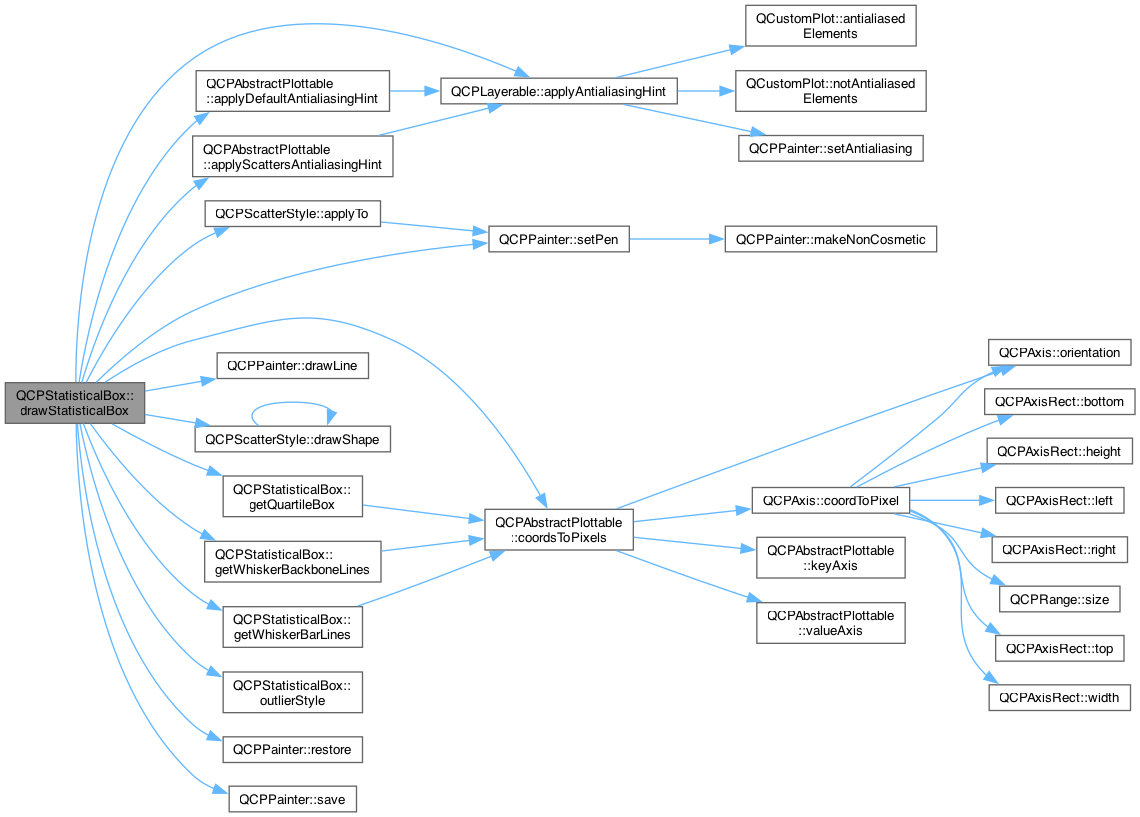 QCPStatisticalBox::
drawStatisticalBox
QCPAbstractPlottable
::applyDefaultAntialiasingHint
QCPAbstractPlottable
::applyScattersAntialiasingHint
QCPScatterStyle::applyTo
QCPPainter::drawLine
QCPScatterStyle::drawShape
QCPStatisticalBox::
getQuartileBox
QCPStatisticalBox::
getWhiskerBackboneLines
QCPStatisticalBox::
getWhiskerBarLines
QCPStatisticalBox::
outlierStyle
QCPPainter::restore
QCPPainter::save
QCPLayerable::applyAntialiasingHint
QCPPainter::setPen
QCPAbstractPlottable
::coordsToPixels
QCustomPlot::antialiased
Elements
QCustomPlot::notAntialiased
Elements
QCPPainter::setAntialiasing
QCPPainter::makeNonCosmetic
QCPAxis::coordToPixel
QCPAbstractPlottable
::keyAxis
QCPAbstractPlottable
::valueAxis
QCPAxis::orientation
QCPAxisRect::bottom
QCPAxisRect::height
QCPAxisRect::left
QCPAxisRect::right
QCPRange::size
QCPAxisRect::top
QCPAxisRect::width